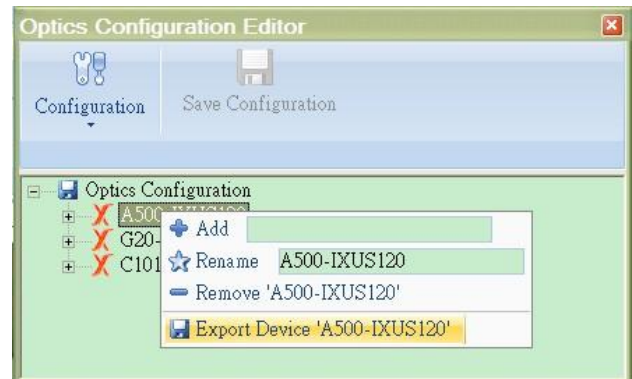 Optics Configuration Editor
Configuration
Save Configuration
Optics Configuration
A500-IXUS120
Add
G20-
Rename A500-IXUS120
C101
Remove 'A500-IXUS120'
Export Device 'A500-IXUS120'